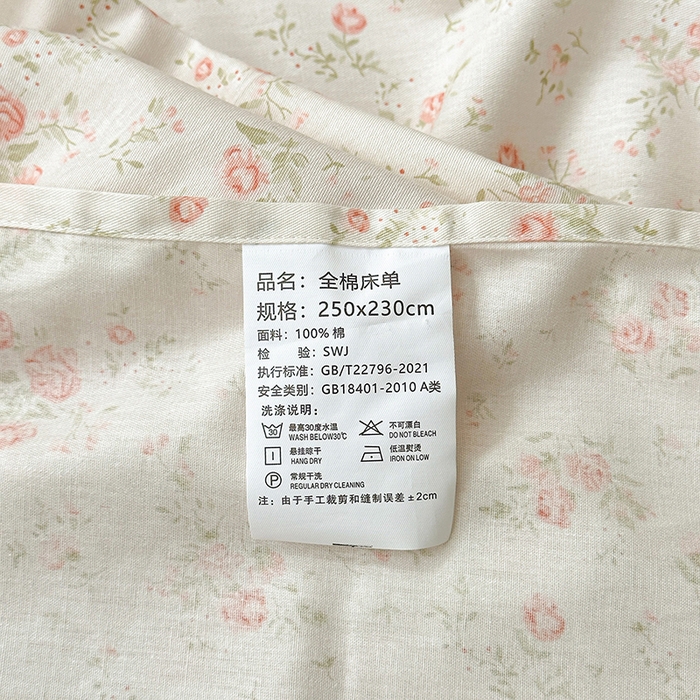 品名：全棉床单
规格：250x230cm
面料：100% 棉
检 验：SWJ
执行标准：GB/T22796-2021
安全类别：GB18401-2010 A类
洗涤说明：
30 最高30度水温 不可漂白
WASH BELOW30℃ DO NOT BLEACH
悬挂晾干 低温熨烫
HANG DRY IRON ON LOW
P 常规干洗
REGULAR DRY CLEANING
注：由于手工裁剪和缝制误差 ±2cm